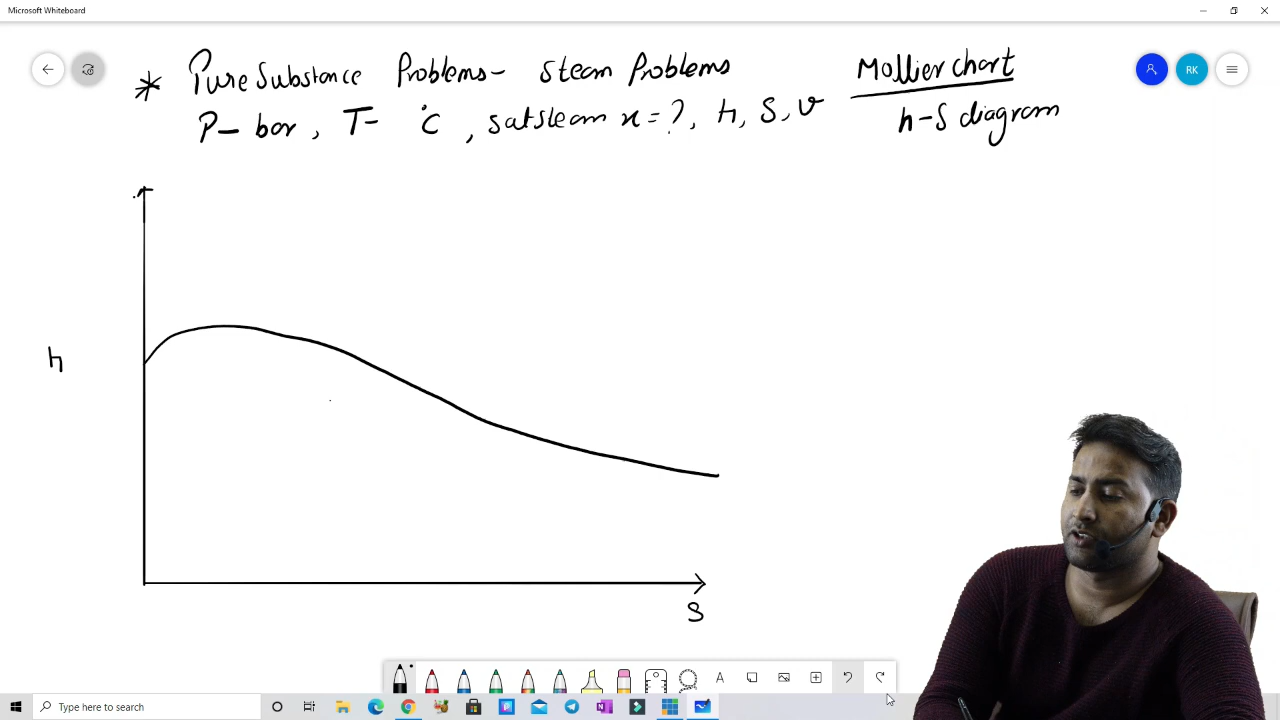 Microsoft Whiteboard
* Pure Substance Problems - Steam Problems
P - bar, T - °C, sat steam x = ?, h, S, v
Mollier chart
h-S diagram
RK
h
S
A
Type here to search